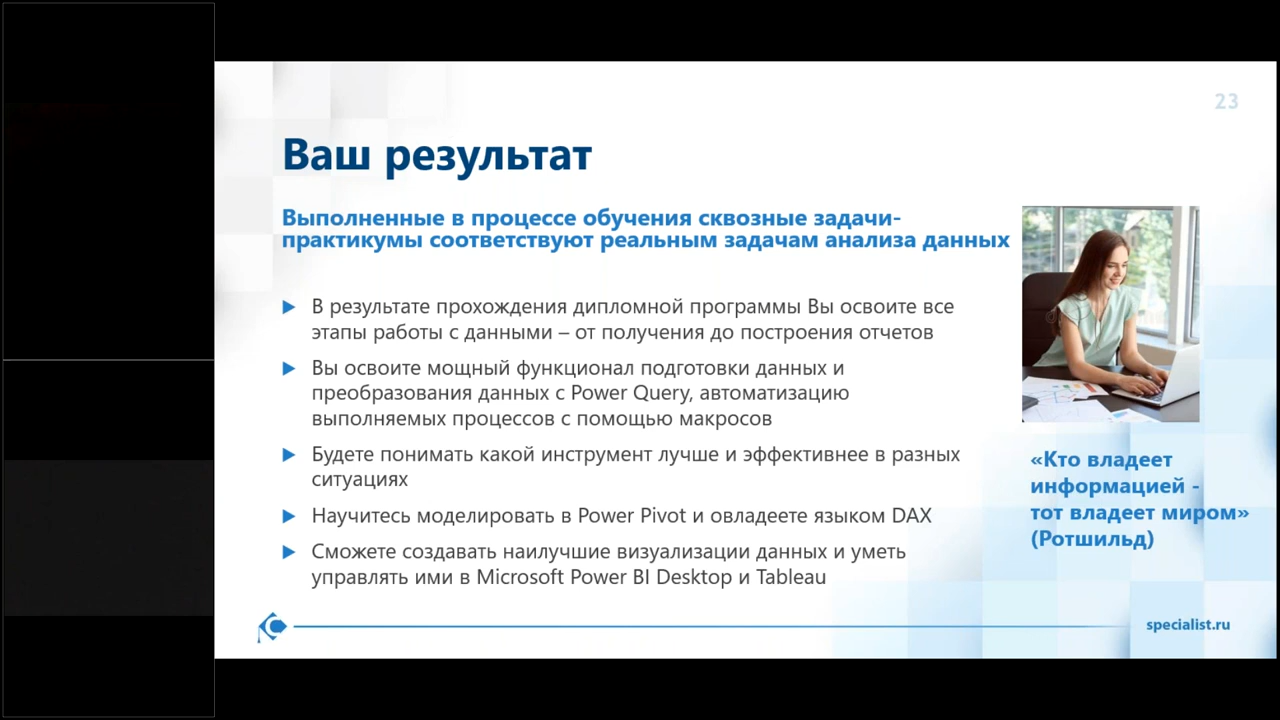 23
Ваш результат
Выполненные в процессе обучения сквозные задачи-
практикумы соответствуют реальным задачам анализа данных
В результате прохождения дипломной программы Вы освоите все
этапы работы с данными – от получения до построения отчетов
Вы освоите мощный функционал подготовки данных и
преобразования данных с Power Query, автоматизацию
выполняемых процессов с помощью макросов
Будете понимать какой инструмент лучше и эффективнее в разных
ситуациях
Научитесь моделировать в Power Pivot и овладеете языком DAX
Сможете создавать наилучшие визуализации данных и уметь
управлять ими в Microsoft Power BI Desktop и Tableau
«Кто владеет
информацией -
тот владеет миром»
(Ротшильд)
specialist.ru